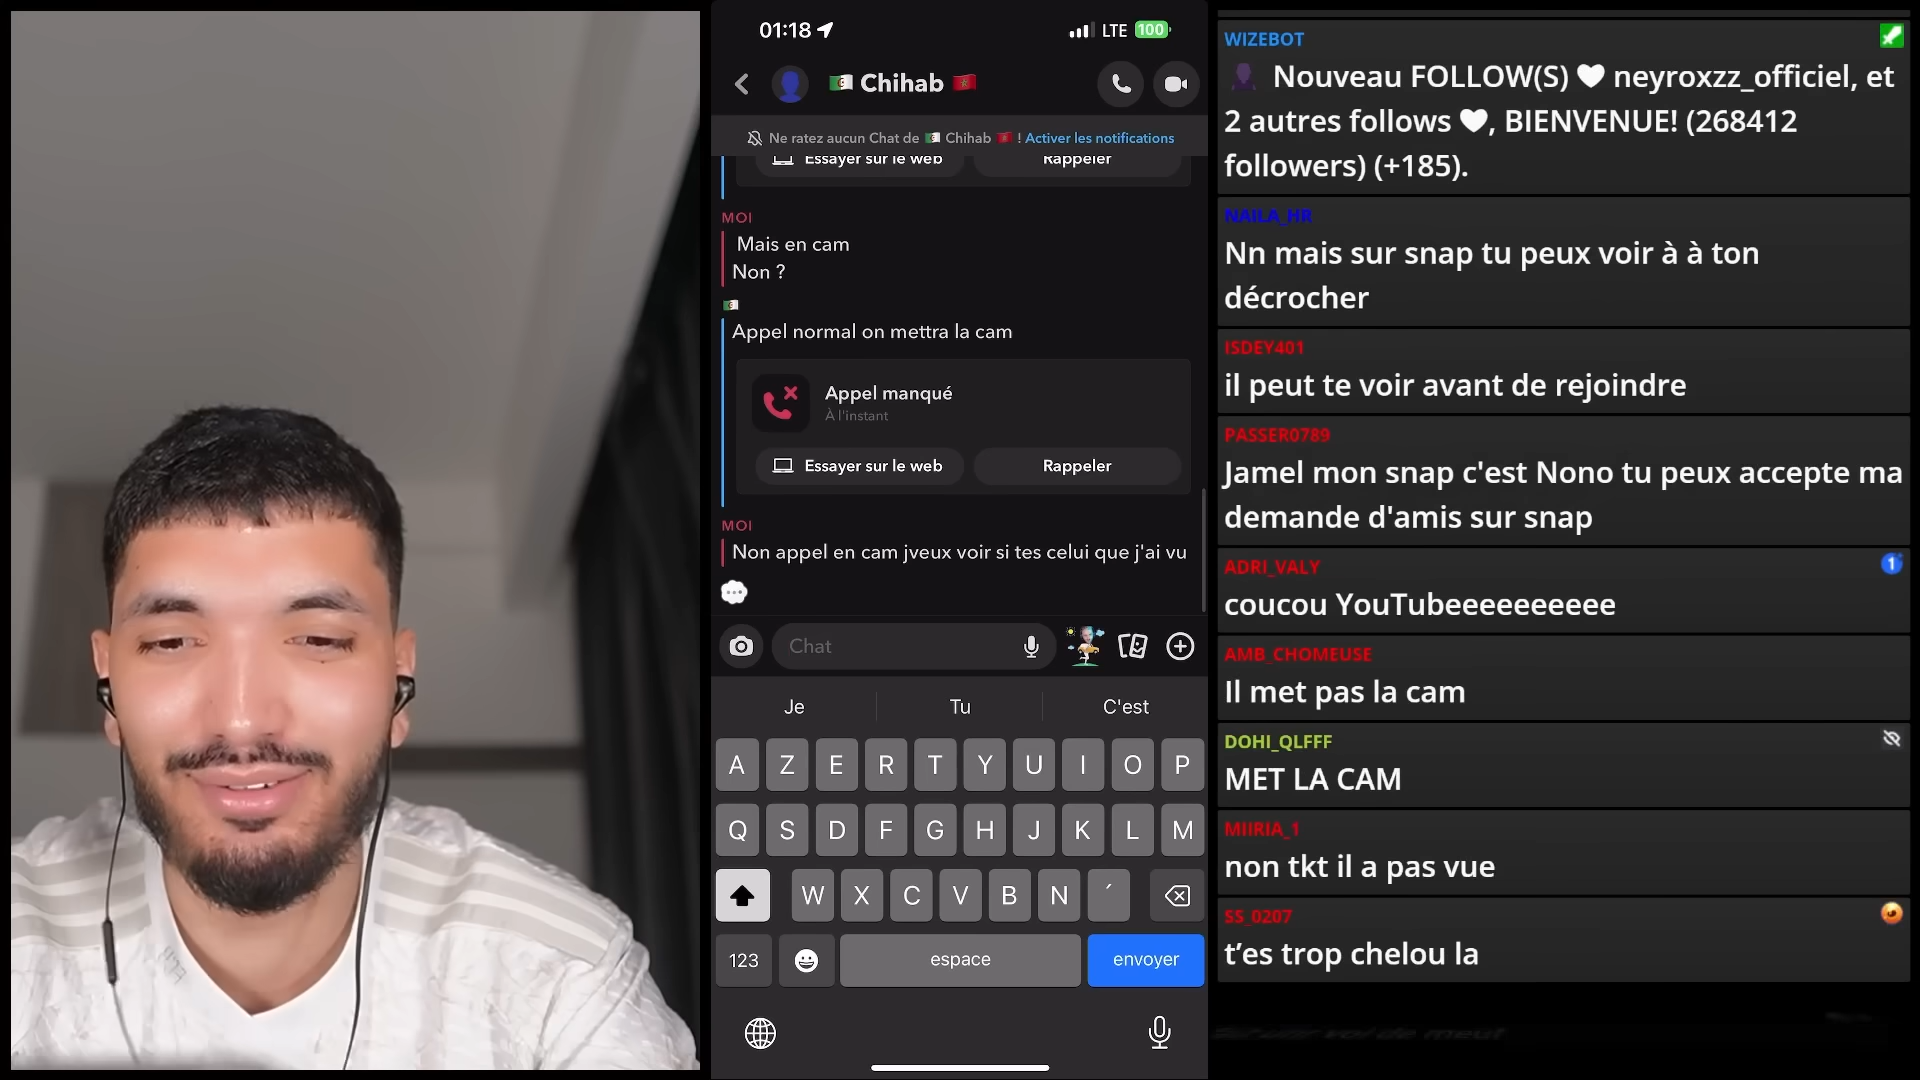 01:18
LTE
100
Chihab
Ne ratez aucun Chat de Chihab ! Activer les notifications
Essayer sur le web
Rappeler
MOI
Mais en cam
Non ?
Appel normal on mettra la cam
Appel manqué
À l'instant
Essayer sur le web
Rappeler
MOI
Non appel en cam jveux voir si tes celui que j'ai vu
Chat
Je
Tu
C'est
A Z E R T Y U I O P
Q S D F G H J K L M
W X C V B N ´
123
espace
envoyer
WIZEBOT
Nouveau FOLLOW(S) ♥ neyroxzz_officiel, et
2 autres follows ♥, BIENVENUE! (268412
followers) (+185).
NAILA_HR
Nn mais sur snap tu peux voir à à ton
décrocher
ISDEY401
il peut te voir avant de rejoindre
PASSER0789
Jamel mon snap c'est Nono tu peux accepte ma
demande d'amis sur snap
ADRI_VALY
1
coucou YouTubeeeeeeeeee
AMB_CHOMEUSE
Il met pas la cam
DOHI_QLFFF
MET LA CAM
MIIRIA_1
non tkt il a pas vue
SS_0207
t’es trop chelou la